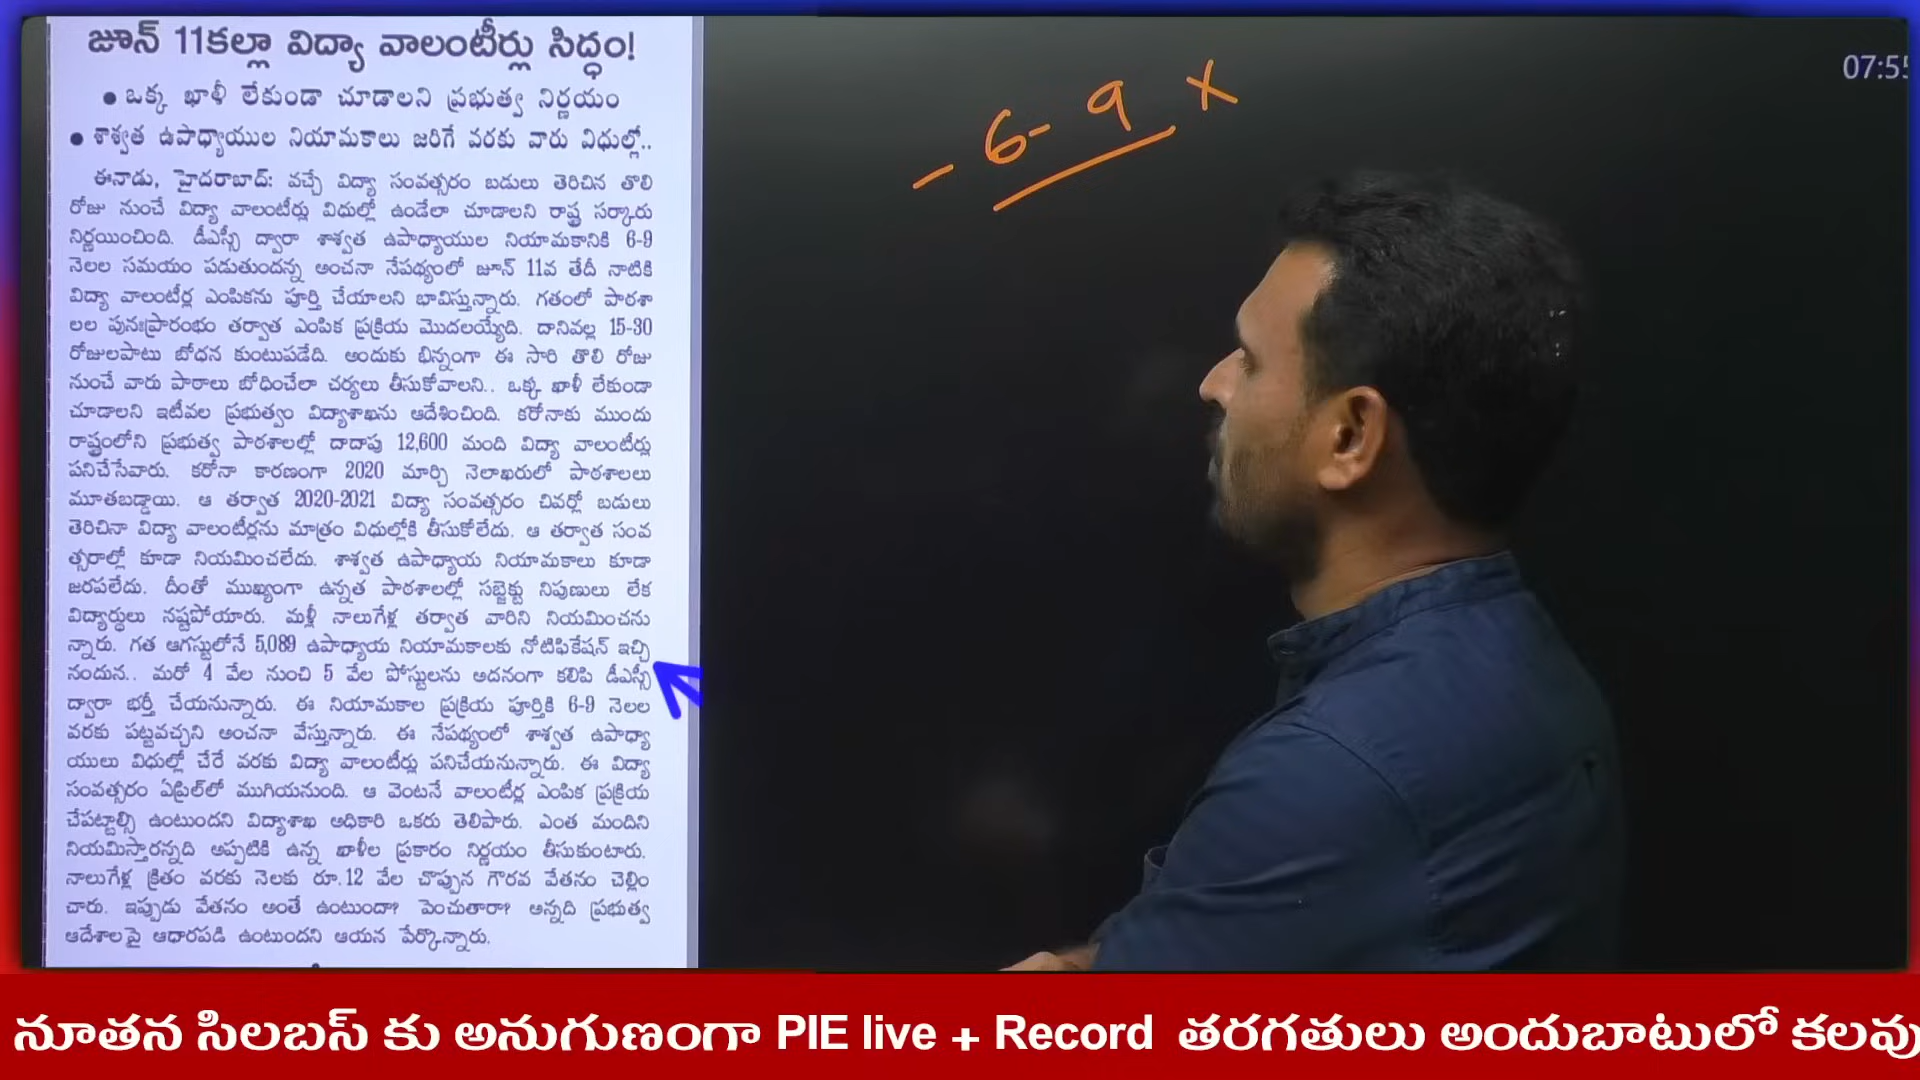 జూన్ 11కల్లా విద్యా వాలంటీర్లు సిద్ధం!
● ఒక్క ఖాళీ లేకుండా చూడాలని ప్రభుత్వ నిర్ణయం
● శాశ్వత ఉపాధ్యాయుల నియామకాలు జరిగే వరకు వారు విధుల్లో..
ఈనాడు, హైదరాబాద్: వచ్చే విద్యా సంవత్సరం బడులు తెరిచిన తొలి
రోజు నుంచే విద్యా వాలంటీర్లు విధుల్లో ఉండేలా చూడాలని రాష్ట్ర సర్కారు
నిర్ణయించింది. డీఎస్సీ ద్వారా శాశ్వత ఉపాధ్యాయుల నియామకానికి 6-9
నెలల సమయం పడుతుందన్న అంచనా నేపథ్యంలో జూన్ 11వ తేదీ నాటికి
విద్యా వాలంటీర్ల ఎంపికను పూర్తి చేయాలని భావిస్తున్నారు. గతంలో పాఠశా
లల పునఃప్రారంభం తర్వాత ఎంపిక ప్రక్రియ మొదలయ్యేది. దానివల్ల 15-30
రోజులపాటు బోధన కుంటుపడేది. అందుకు భిన్నంగా ఈ సారి తొలి రోజు
నుంచే వారు పాఠాలు బోధించేలా చర్యలు తీసుకోవాలని.. ఒక్క ఖాళీ లేకుండా
చూడాలని ఇటీవల ప్రభుత్వం విద్యాశాఖను ఆదేశించింది. కరోనాకు ముందు
రాష్ట్రంలోని ప్రభుత్వ పాఠశాలల్లో దాదాపు 12,600 మంది విద్యా వాలంటీర్లు
పనిచేసేవారు. కరోనా కారణంగా 2020 మార్చి నెలాఖరులో పాఠశాలలు
మూతబడ్డాయి. ఆ తర్వాత 2020-2021 విద్యా సంవత్సరం చివర్లో బడులు
తెరిచినా విద్యా వాలంటీర్లను మాత్రం విధుల్లోకి తీసుకోలేదు. ఆ తర్వాత సంవ
త్సరాల్లో కూడా నియమించలేదు. శాశ్వత ఉపాధ్యాయ నియామకాలు కూడా
జరపలేదు. దీంతో ముఖ్యంగా ఉన్నత పాఠశాలల్లో సబ్జెక్టు నిపుణులు లేక
విద్యార్థులు నష్టపోయారు. మళ్లీ నాలుగేళ్ల తర్వాత వారిని నియమించను
న్నారు. గత ఆగస్టులోనే 5,089 ఉపాధ్యాయ నియామకాలకు నోటిఫికేషన్ ఇచ్చి
నందున.. మరో 4 వేల నుంచి 5 వేల పోస్టులను అదనంగా కలిపి డీఎస్సీ
ద్వారా భర్తీ చేయనున్నారు. ఈ నియామకాల ప్రక్రియ పూర్తికి 6-9 నెలల
వరకు పట్టవచ్చని అంచనా వేస్తున్నారు. ఈ నేపథ్యంలో శాశ్వత ఉపాధ్యా
యులు విధుల్లో చేరే వరకు విద్యా వాలంటీర్లు పనిచేయనున్నారు. ఈ విద్యా
సంవత్సరం ఏప్రిల్‌లో ముగియనుంది. ఆ వెంటనే వాలంటీర్ల ఎంపిక ప్రక్రియ
చేపట్టాల్సి ఉంటుందని విద్యాశాఖ అధికారి ఒకరు తెలిపారు. ఎంత మందిని
నియమిస్తారన్నది అప్పటికి ఉన్న ఖాళీల ప్రకారం నిర్ణయం తీసుకుంటారు.
నాలుగేళ్ల క్రితం వరకు నెలకు రూ.12 వేల చొప్పున గౌరవ వేతనం చెల్లిం
చారు. ఇప్పుడు వేతనం అంతే ఉంటుందా? పెంచుతారా? అన్నది ప్రభుత్వ
ఆదేశాలపై ఆధారపడి ఉంటుందని ఆయన పేర్కొన్నారు.
- 6- 9 X
07:55
నూతన సిలబస్ కు అనుగుణంగా PIE live + Record తరగతులు అందుబాటులో కలవు